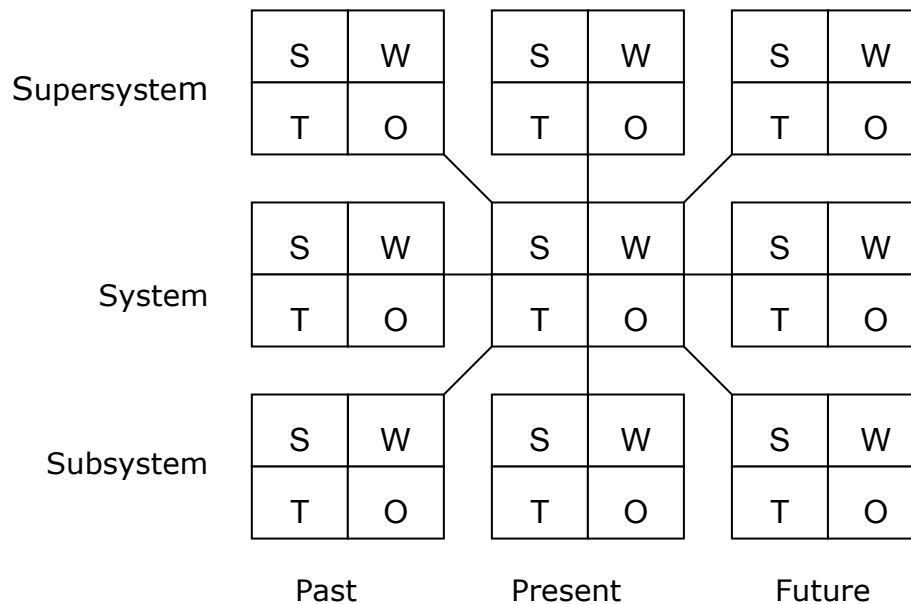 S W S W S W
Supersystem
T O T O T O
S W S W S W
System
T O T O T O
S W S W S W
Subsystem
T O T O T O
Past Present Future